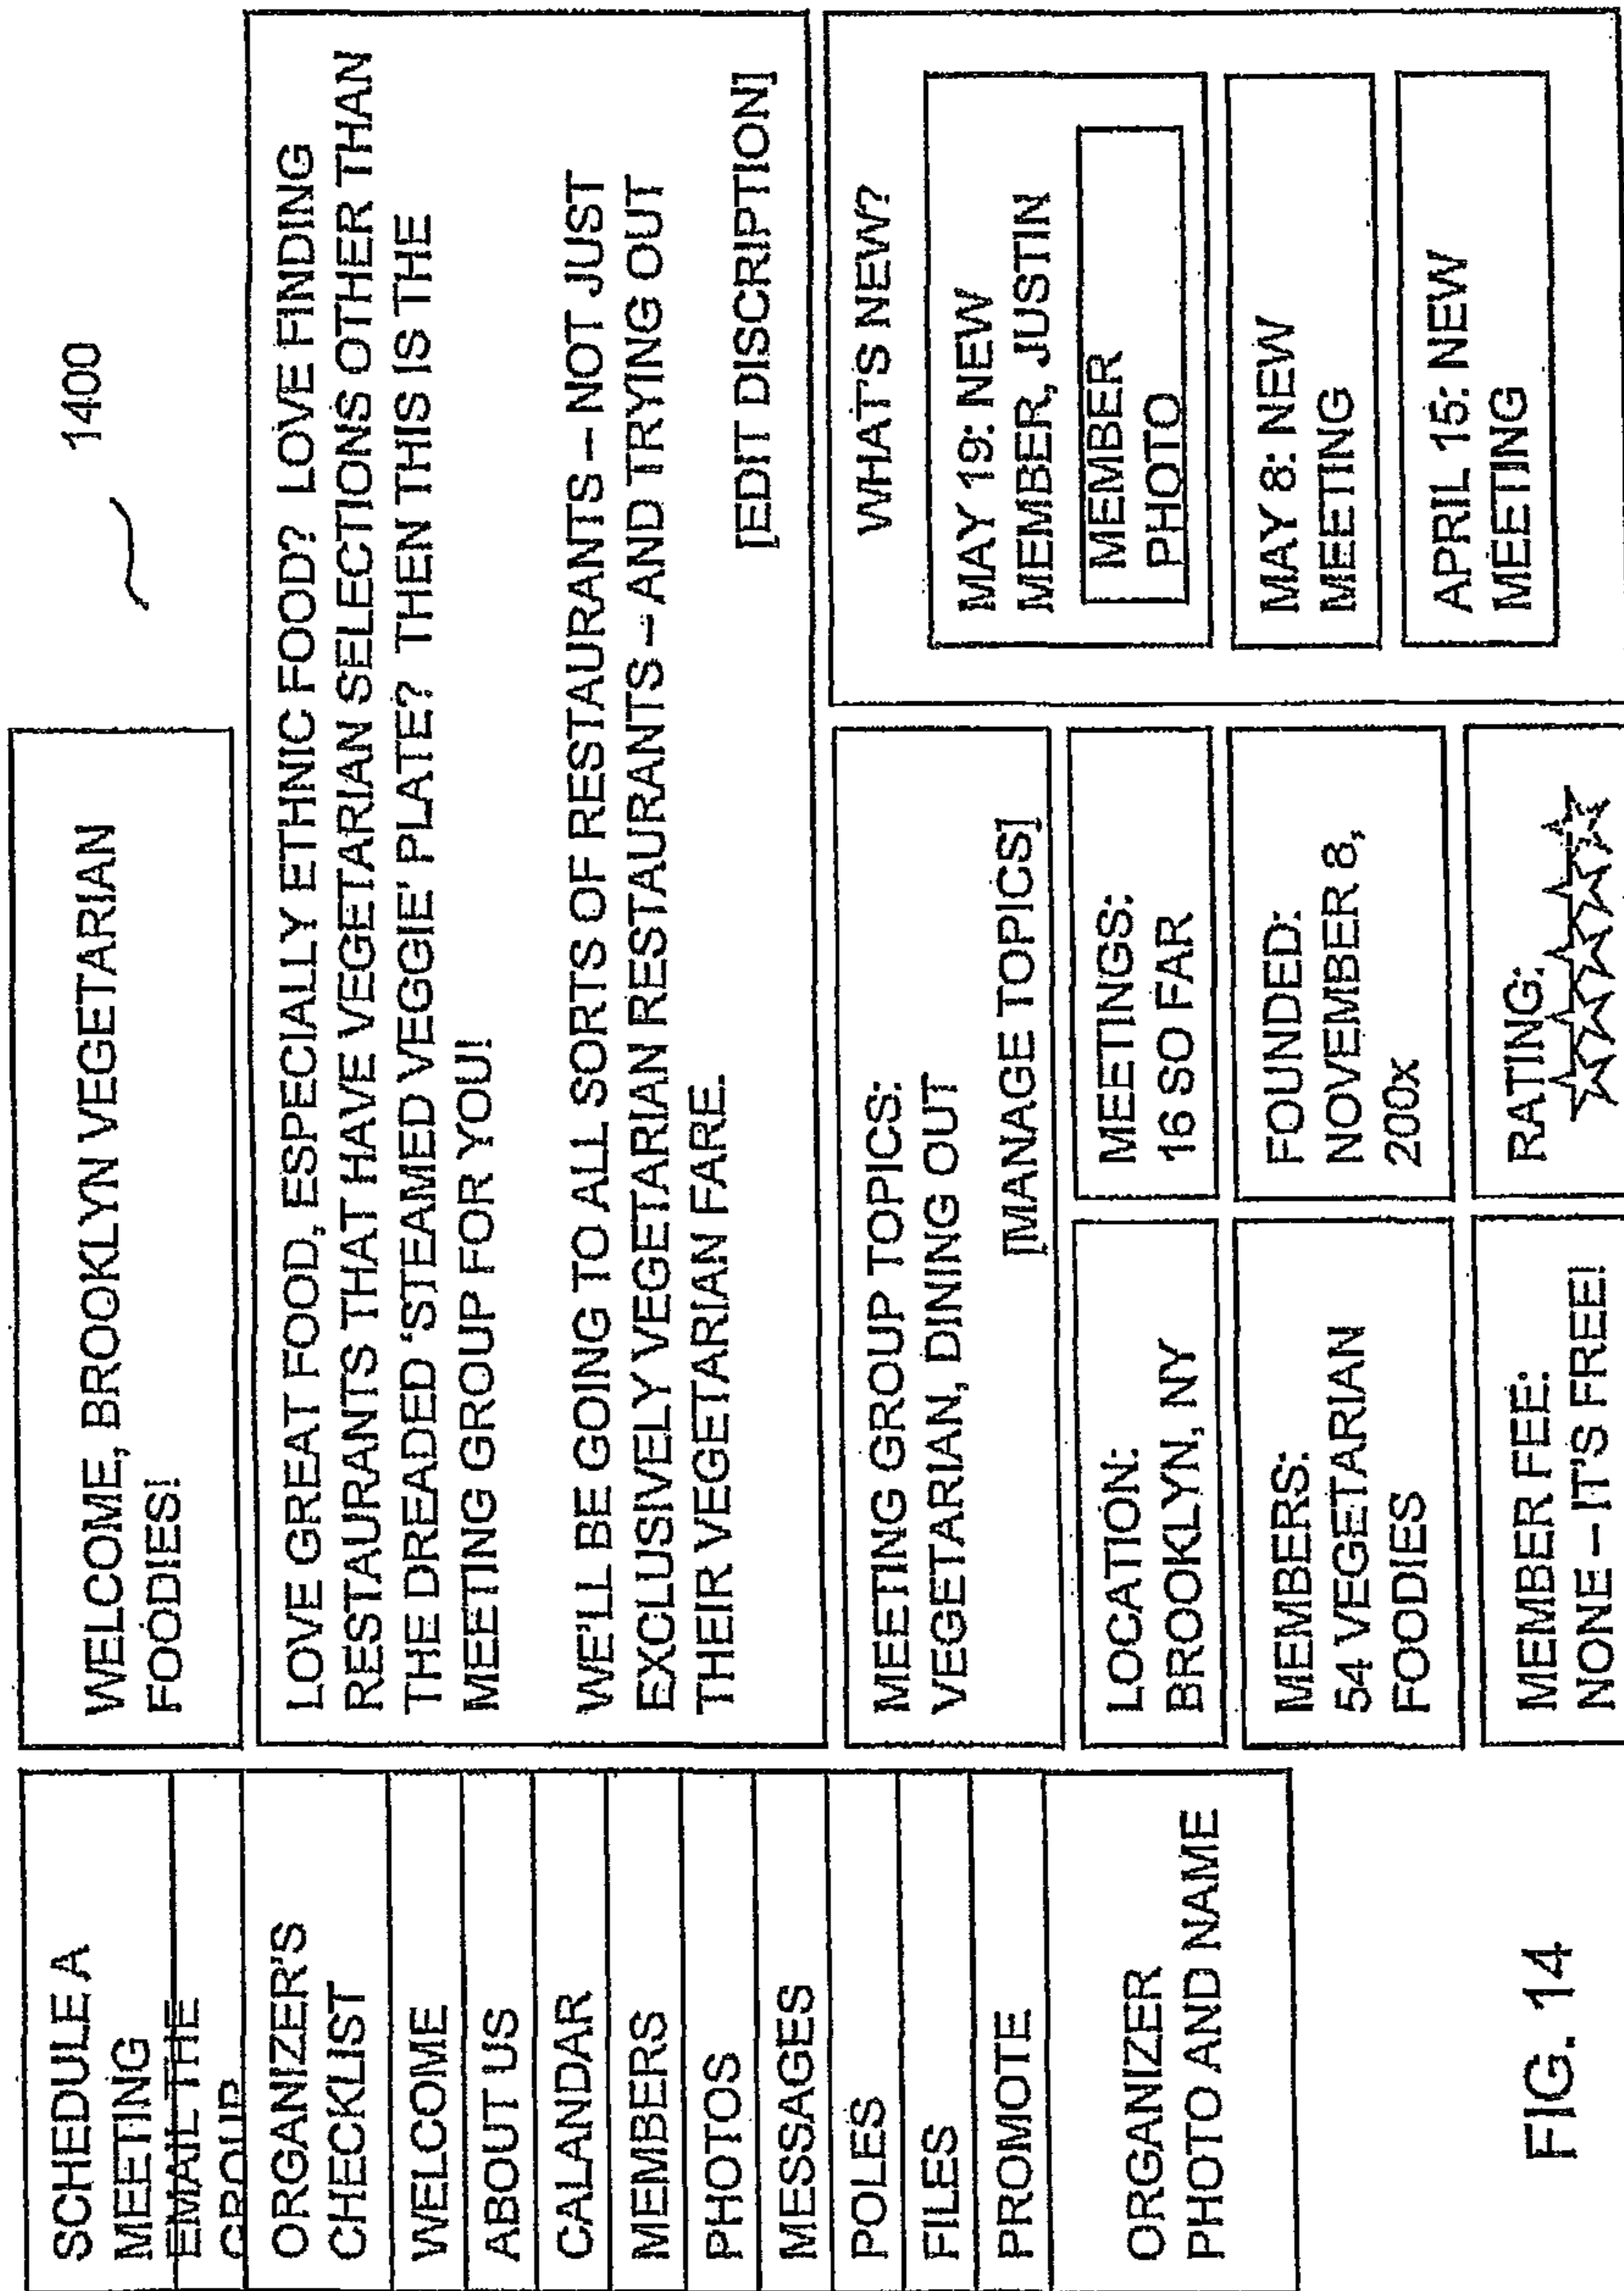 1400
SCHEDULE A
MEETING
EMAIL THE
GROUP
ORGANIZER'S
CHECKLIST
WELCOME
ABOUT US
CALANDAR
MEMBERS
PHOTOS
MESSAGES
POLES
FILES
PROMOTE
ORGANIZER
PHOTO AND NAME
WELCOME, BROOKLYN VEGETARIAN
FOODIES!
LOVE GREAT FOOD, ESPECIALLY ETHNIC FOOD? LOVE FINDING
RESTAURANTS THAT HAVE VEGETARIAN SELECTIONS OTHER THAN
THE DREADED 'STEAMED VEGGIE' PLATE? THEN THIS IS THE
MEETING GROUP FOR YOU!
WE'LL BE GOING TO ALL SORTS OF RESTAURANTS – NOT JUST
EXCLUSIVELY VEGETARIAN RESTAURANTS – AND TRYING OUT
THEIR VEGETARIAN FARE.
[EDIT DISCRIPTION]
MEETING GROUP TOPICS:
VEGETARIAN, DINING OUT
[MANAGE TOPICS]
LOCATION:
BROOKLYN, NY
MEETINGS:
16 SO FAR
MEMBERS:
54 VEGETARIAN
FOODIES
FOUNDED:
NOVEMBER 8,
200x
MEMBER FEE:
NONE – IT'S FREE!
RATING:
WHAT'S NEW?
MAY 19: NEW
MEMBER, JUSTIN
MEMBER
PHOTO
MAY 8: NEW
MEETING
APRIL 15: NEW
MEETING
FIG. 14